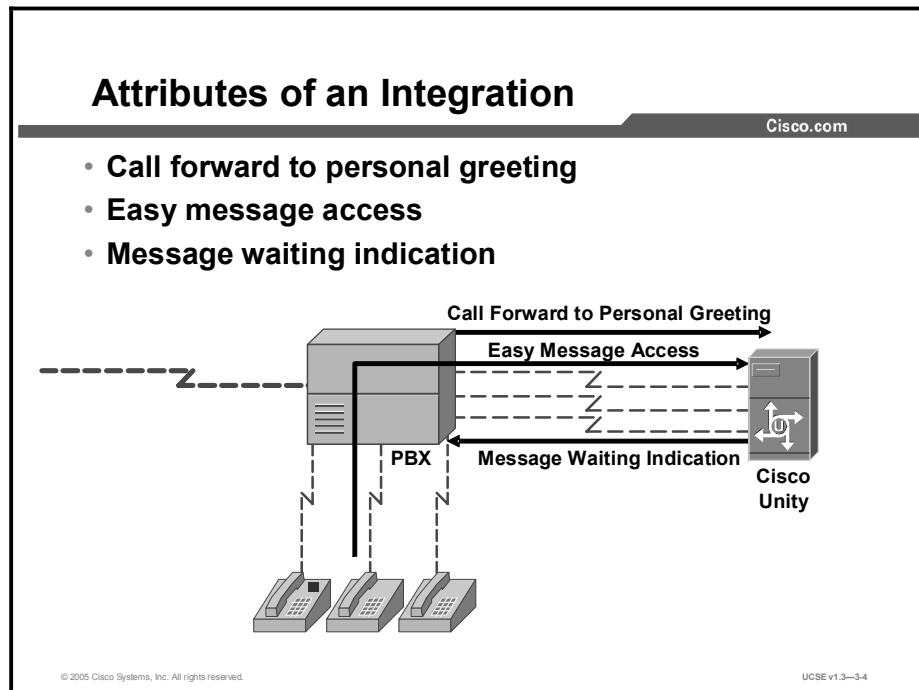 Attributes of an Integration
Cisco.com
• Call forward to personal greeting
• Easy message access
• Message waiting indication
Call Forward to Personal Greeting
Easy Message Access
PBX
Message Waiting Indication
U
Cisco
Unity
© 2005 Cisco Systems, Inc. All rights reserved.
UCSE v1.3—3-4